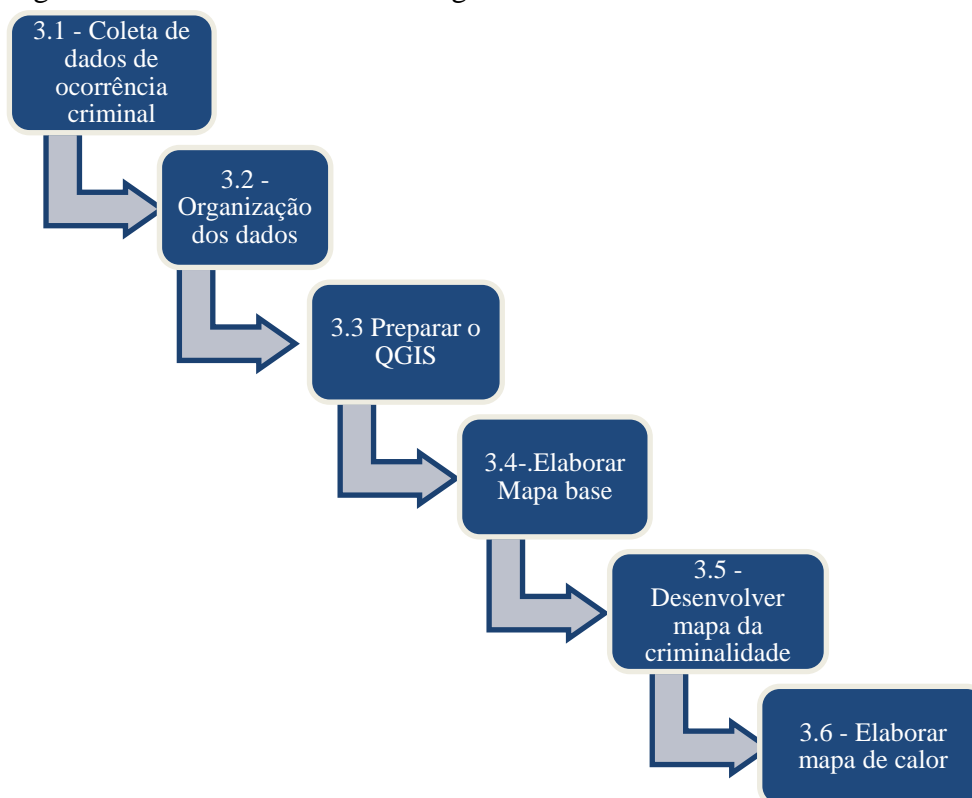 3.1 - Coleta de
dados de
ocorrência
criminal
3.2 -
Organização
dos dados
3.3 Preparar o
QGIS
3.4-.Elaborar
Mapa base
3.5 -
Desenvolver
mapa da
criminalidade
3.6 - Elaborar
mapa de calor